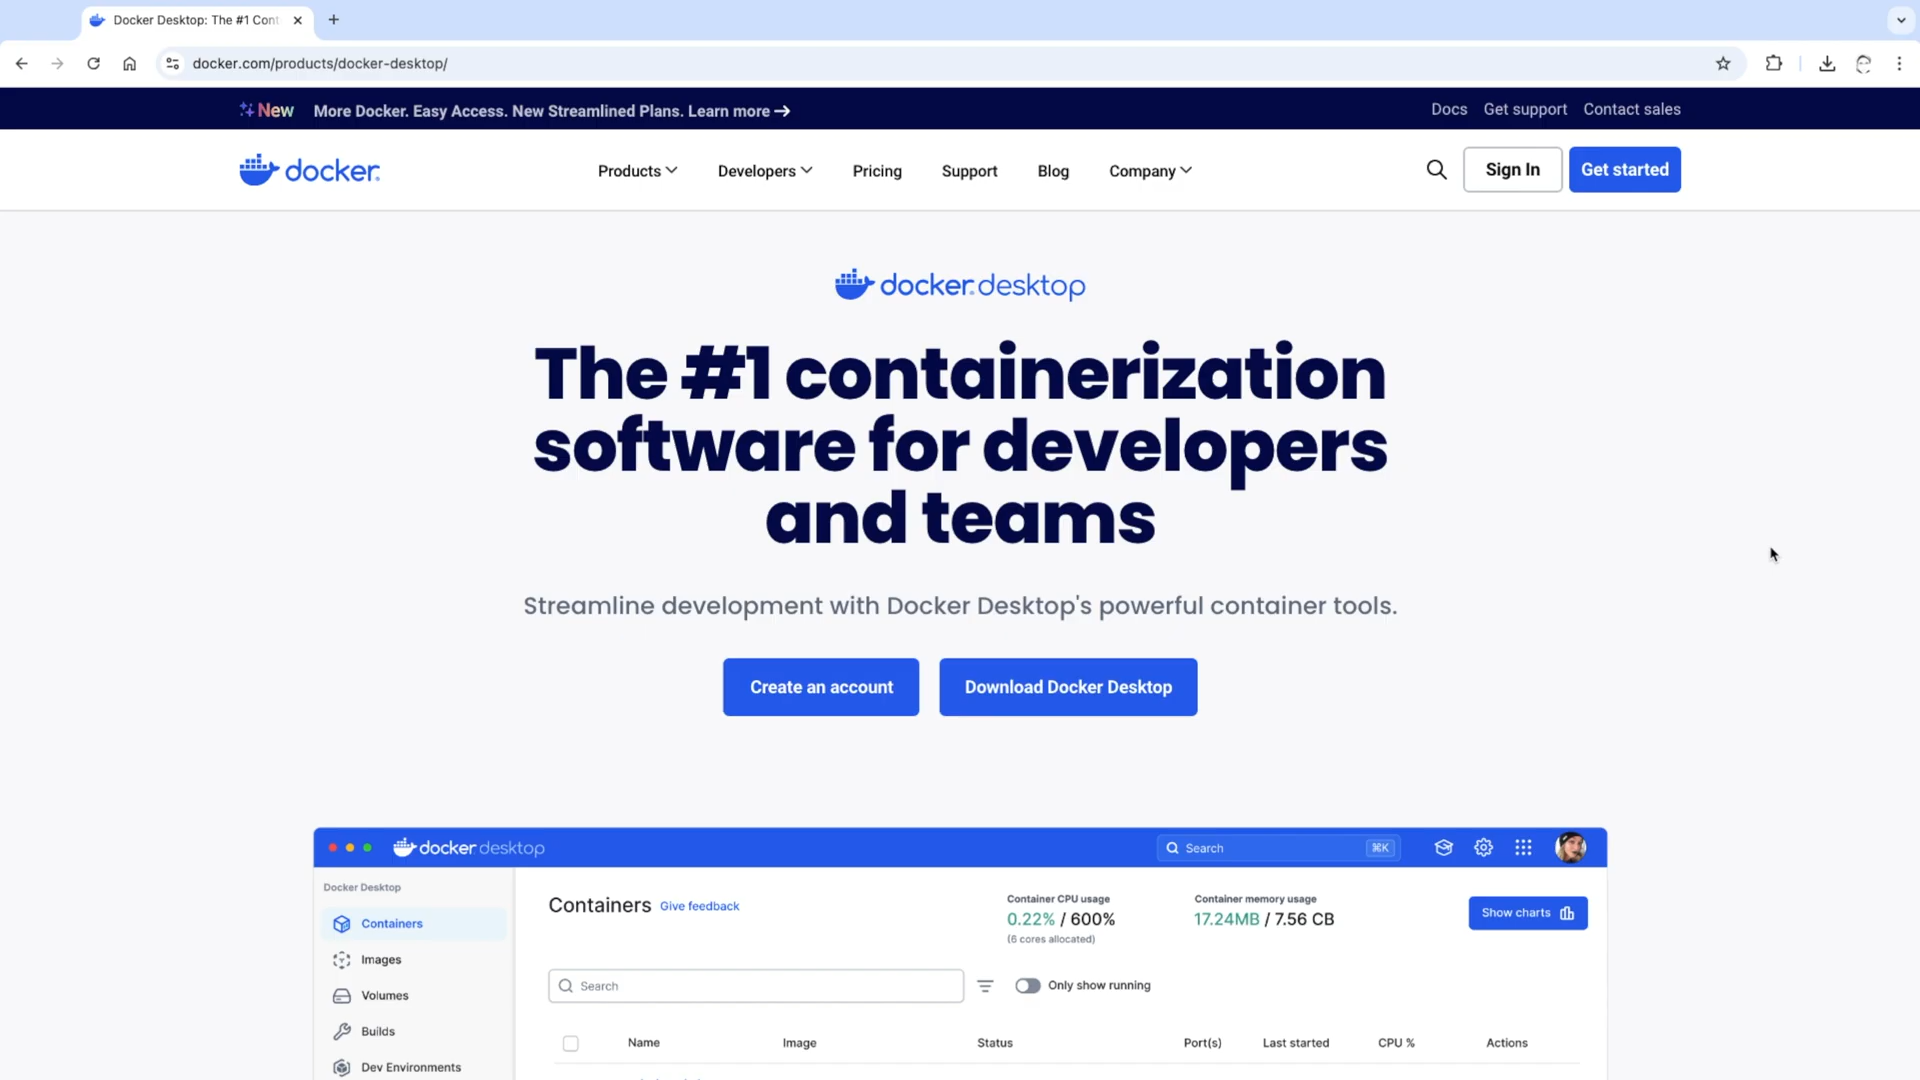 Docker Desktop: The #1 Cont
docker.com/products/docker-desktop/
New More Docker. Easy Access. New Streamlined Plans. Learn more →
Docs Get support Contact sales
docker
Products Developers Pricing Support Blog Company
Sign In Get started
docker desktop
The #1 containerization
software for developers
and teams
Streamline development with Docker Desktop's powerful container tools.
Create an account Download Docker Desktop
docker desktop Search ⌘K
Docker Desktop
Containers
Images
Volumes
Builds
Dev Environments
Containers Give feedback
Container CPU usage
0.22% / 600%
(6 cores allocated)
Container memory usage
17.24MB / 7.56 CB
Show charts
Search Only show running
Name Image Status Port(s) Last started CPU % Actions